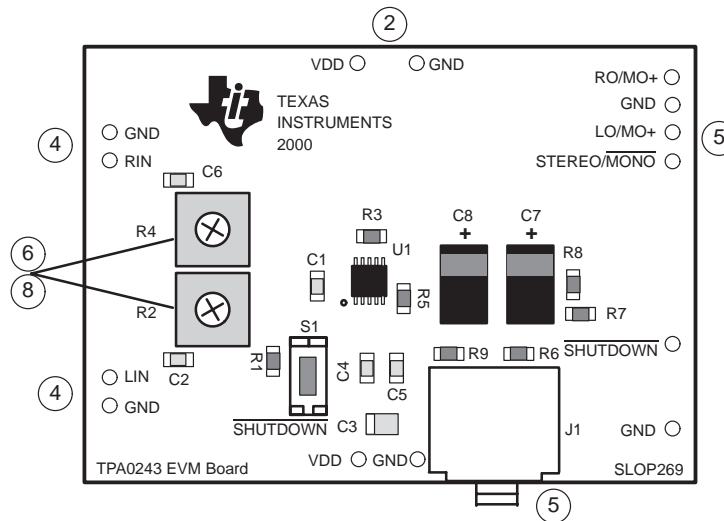 2
VDD
GND
RO/MO+
GND
LO/MO+
STEREO/MONO
5
TEXAS
INSTRUMENTS
2000
4
GND
RIN
C6
R4
6
8
R2
R3
U1
C8
+
C7
+
R8
R7
C1
R5
S1
R1
C4
C5
C2
R9
R6
SHUTDOWN
4
LIN
GND
SHUTDOWN
C3
J1
GND
VDD
GND
TPA0243 EVM Board
SLOP269
5